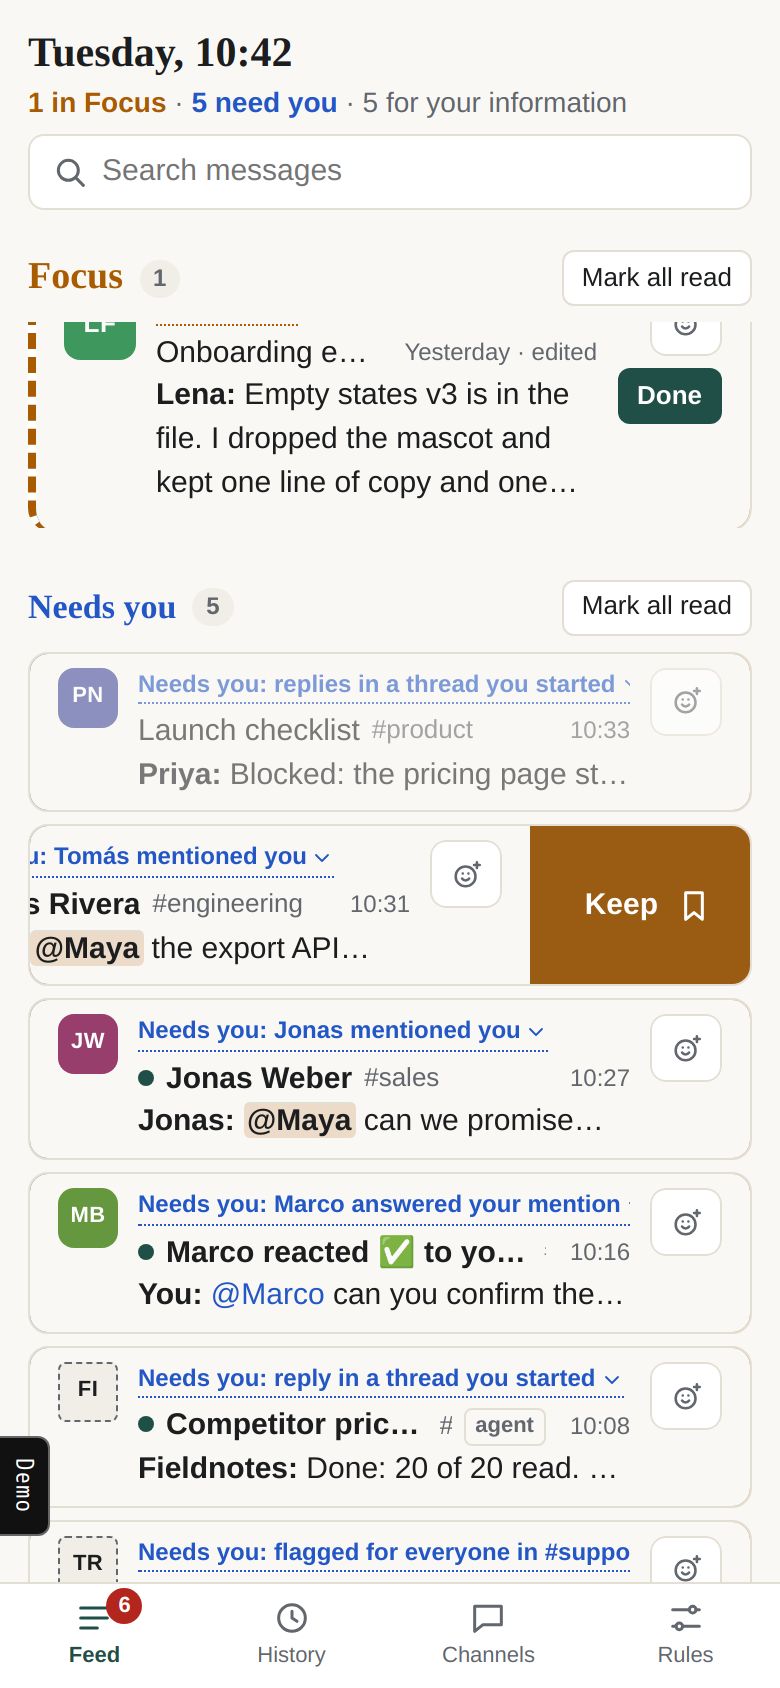 Tuesday, 10:42
1 in Focus · 5 need you · 5 for your information
Search messages
Focus 1 Mark all read
LF
Onboarding e… Yesterday · edited
Lena: Empty states v3 is in the Done
file. I dropped the mascot and
kept one line of copy and one…
Needs you 5 Mark all read
PN Needs you: replies in a thread you started
Launch checklist #product 10:33
Priya: Blocked: the pricing page st…
u: Tomás mentioned you
s Rivera #engineering 10:31 Keep
@Maya the export API…
JW Needs you: Jonas mentioned you
Jonas Weber #sales 10:27
Jonas: @Maya can we promise…
MB Needs you: Marco answered your mention
Marco reacted ✅ to yo… 10:16
You: @Marco can you confirm the…
FI Needs you: reply in a thread you started
Competitor pric… # agent 10:08
Fieldnotes: Done: 20 of 20 read. …
Demo
TR Needs you: flagged for everyone in #suppo
6
Feed History Channels Rules